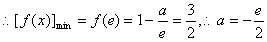 ∴ [f(x)]min = f(e) = 1 − a/e = 3/2, ∴ a = − e/2